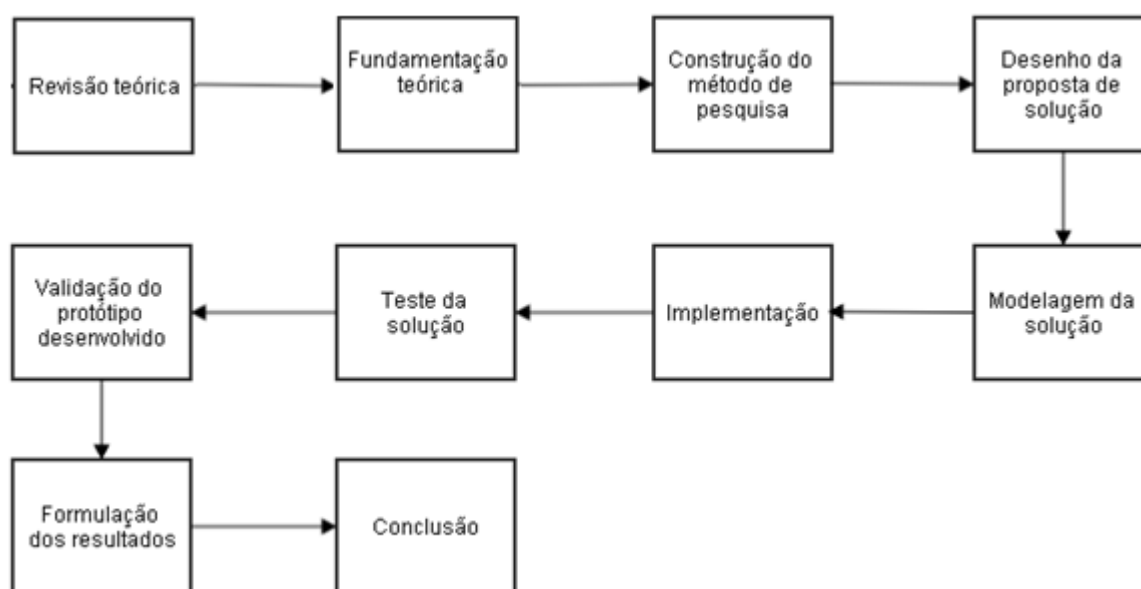 Revisão teórica
Fundamentação
teórica
Construção do
método de
pesquisa
Desenho da
proposta de
solução
Validação do
protótipo
desenvolvido
Teste da
solução
Implementação
Modelagem da
solução
Formulação
dos resultados
Conclusão